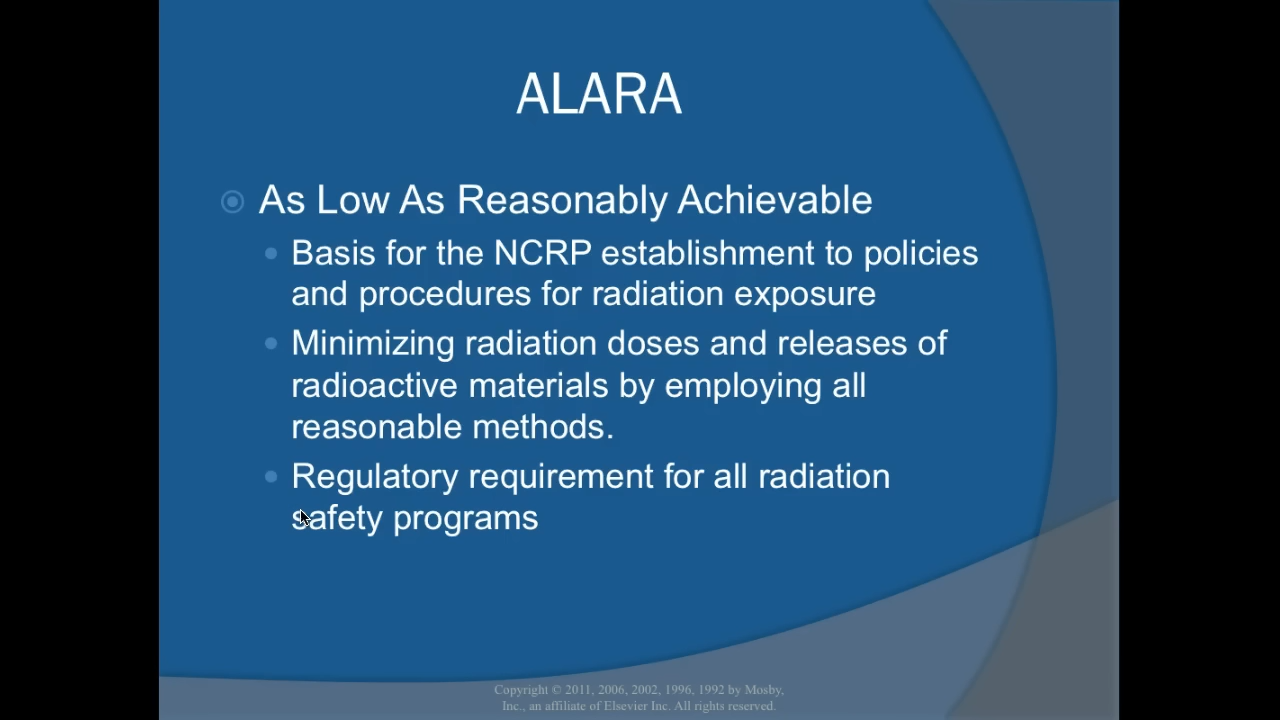 ALARA
As Low As Reasonably Achievable
Basis for the NCRP establishment to policies
and procedures for radiation exposure
Minimizing radiation doses and releases of
radioactive materials by employing all
reasonable methods.
Regulatory requirement for all radiation
safety programs
Copyright © 2011, 2006, 2002, 1996, 1992 by Mosby,
Inc., an affiliate of Elsevier Inc. All rights reserved.